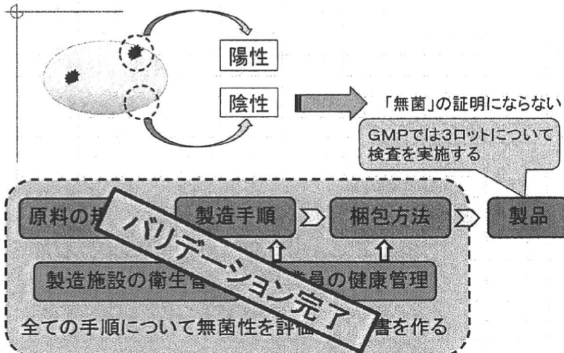 陽性
陰性
「無菌」の証明にならない
GMPでは3ロットについて
検査を実施する
原料の
製造手順
梱包方法
製品
バリデーション完了
製造施設の衛生管
業員の健康管理
全ての手順について無菌性を評価
書を作る